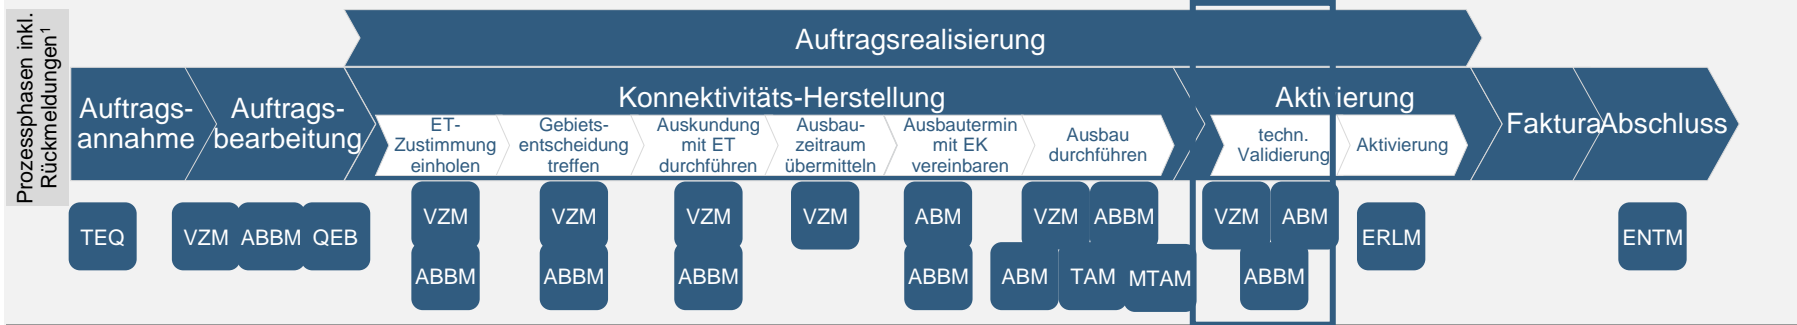 Prozessphasen inkl.
Rückmeldungen¹
Auftragsrealisierung
Auftrags-
annahme
Auftrags-
bearbeitung
Konnektivitäts-Herstellung
Aktivierung
Faktura
Abschluss
ET-
Zustimmung
einholen
Gebiets-
entscheidung
treffen
Auskundung
mit ET
durchführen
Ausbau-
zeitraum
übermitteln
Ausbautermin
mit EK
vereinbaren
Ausbau
durchführen
techn.
Validierung
Aktivierung
TEQ
VZM ABBM QEB
VZM
ABBM
VZM
ABBM
VZM
ABBM
VZM
ABM
ABBM
VZM ABBM
ABM TAM MTAM
VZM ABM
ABBM
ERLM
ENTM